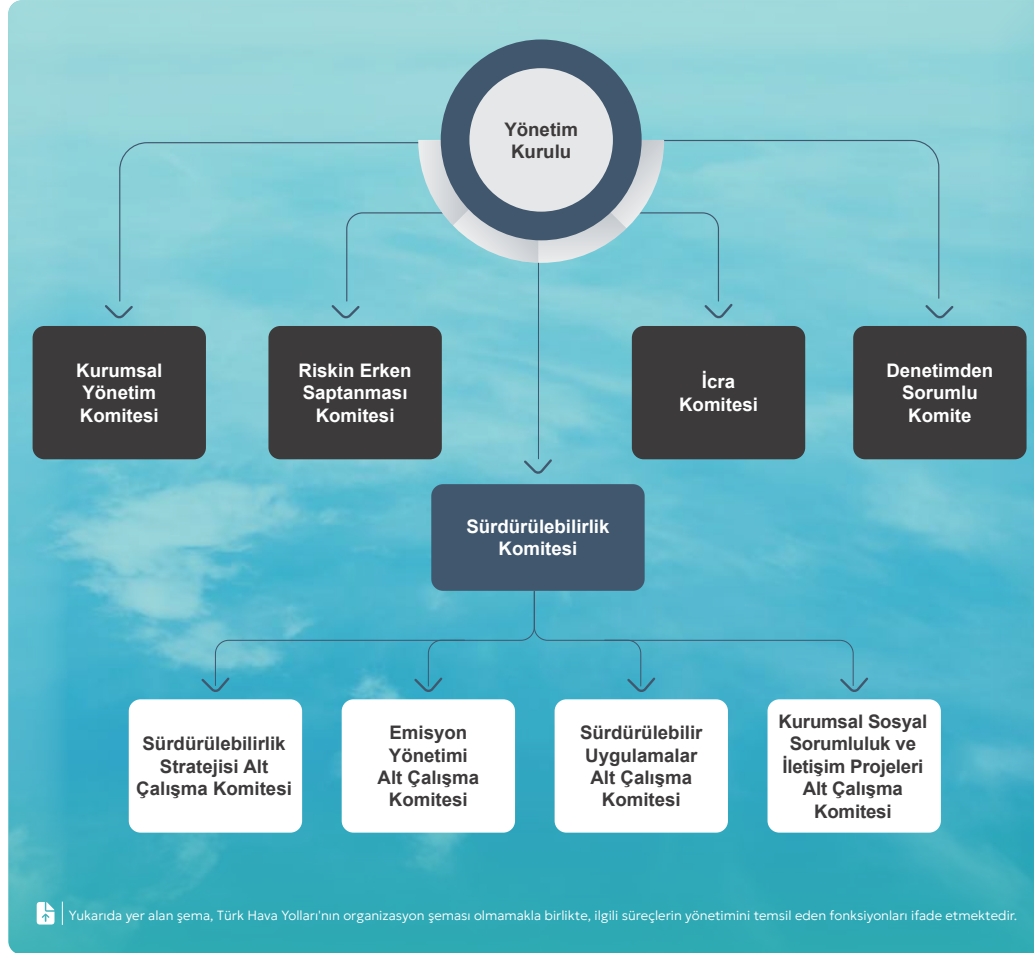 Yönetim
Kurulu
Kurumsal
Yönetim
Komitesi
Riskin Erken
Saptanması
Komitesi
İcra
Komitesi
Denetimden
Sorumlu
Komite
Sürdürülebilirlik
Komitesi
Sürdürülebilirlik
Stratejisi Alt
Çalışma Komitesi
Emisyon
Yönetimi
Alt Çalışma
Komitesi
Sürdürülebilir
Uygulamalar
Alt Çalışma
Komitesi
Kurumsal Sosyal
Sorumluluk ve
İletişim Projeleri
Alt Çalışma
Komitesi
Yukarıda yer alan şema, Türk Hava Yolları'nın organizasyon şeması olmamakla birlikte, ilgili süreçlerin yönetimini temsil eden fonksiyonları ifade etmektedir.